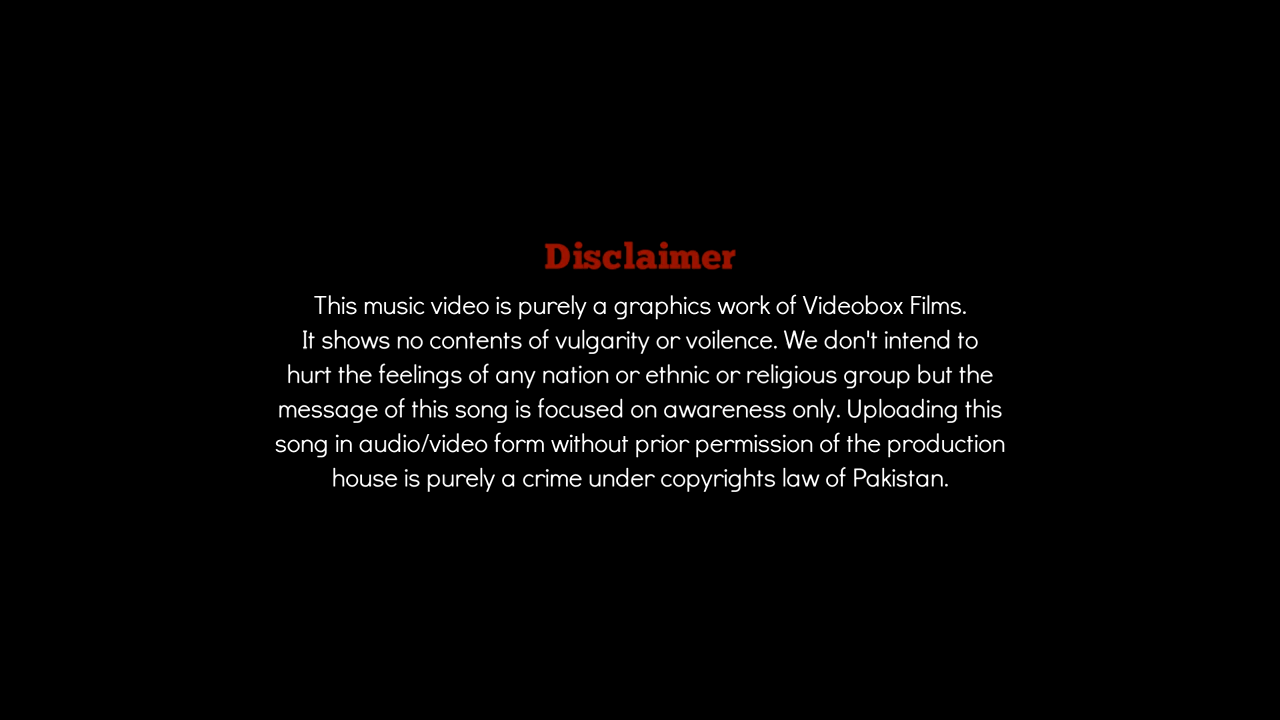 Disclaimer
This music video is purely a graphics work of Videobox Films.
It shows no contents of vulgarity or voilence. We don't intend to
hurt the feelings of any nation or ethnic or religious group but the
message of this song is focused on awareness only. Uploading this
song in audio/video form without prior permission of the production
house is purely a crime under copyrights law of Pakistan.